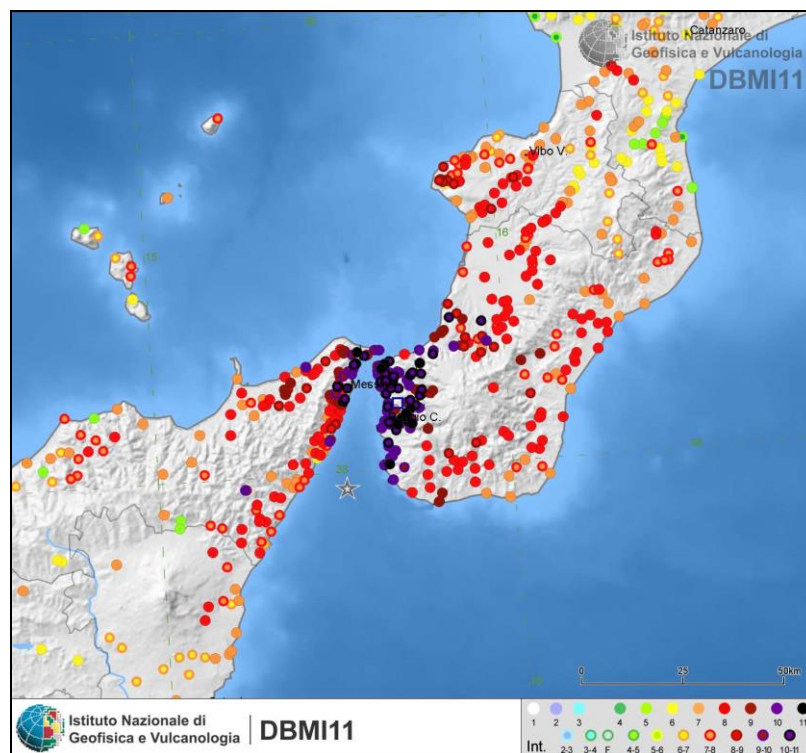 Catanzaro
Istituto Nazionale di
Geofisica e Vulcanologia
DBMI11
Vibo V.
16
15
Mess
gio C.
38
0 25 50km
Istituto Nazionale di
Geofisica e Vulcanologia
DBMI11
1 2 3 4 5 6 7 8 9 10 11
Int. 2-3 3-4 F 4-5 5-6 6-7 7-8 8-9 9-10 10-11